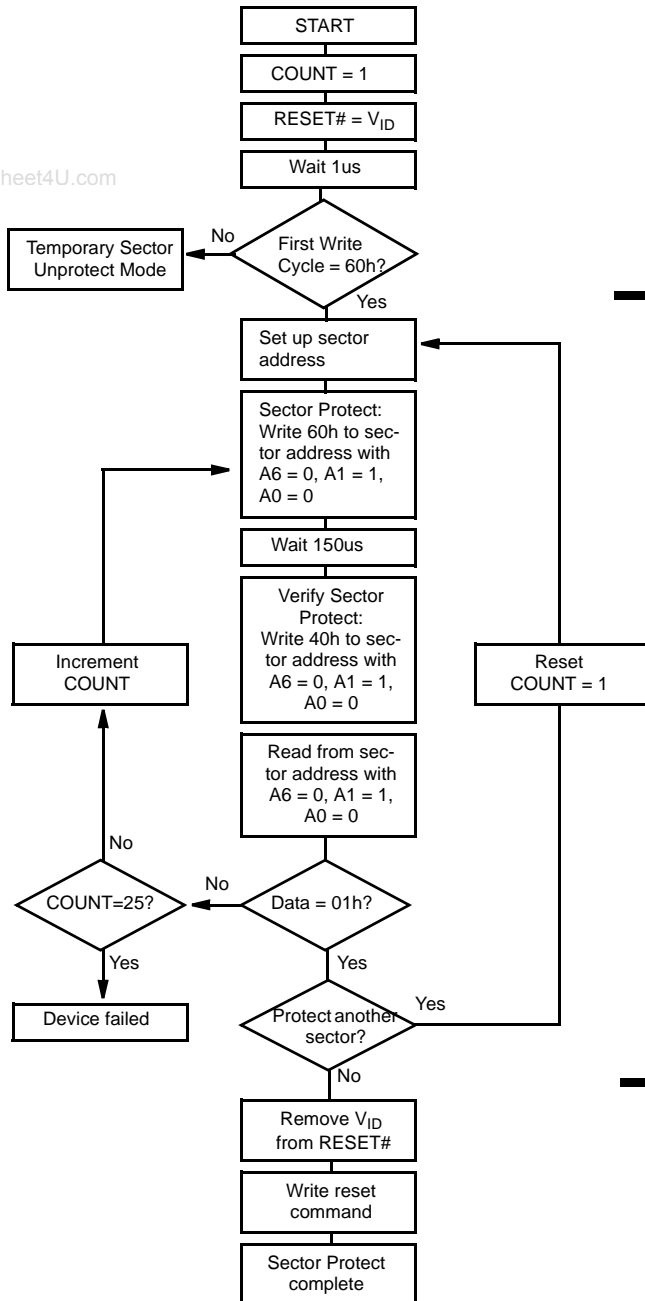 START
COUNT = 1
RESET# = VID
heet4U.com
Wait 1us
No
First Write
Cycle = 60h?
Temporary Sector
Unprotect Mode
Yes
Set up sector
address
Sector Protect:
Write 60h to sec-
tor address with
A6 = 0, A1 = 1,
A0 = 0
Wait 150us
Verify Sector
Protect:
Write 40h to sec-
tor address with
A6 = 0, A1 = 1,
A0 = 0
Increment
COUNT
Reset
COUNT = 1
Read from sec-
tor address with
A6 = 0, A1 = 1,
A0 = 0
No
COUNT=25?
No
Data = 01h?
Yes
Yes
Device failed
Protect another
sector?
Yes
No
Remove VID
from RESET#
Write reset
command
Sector Protect
complete